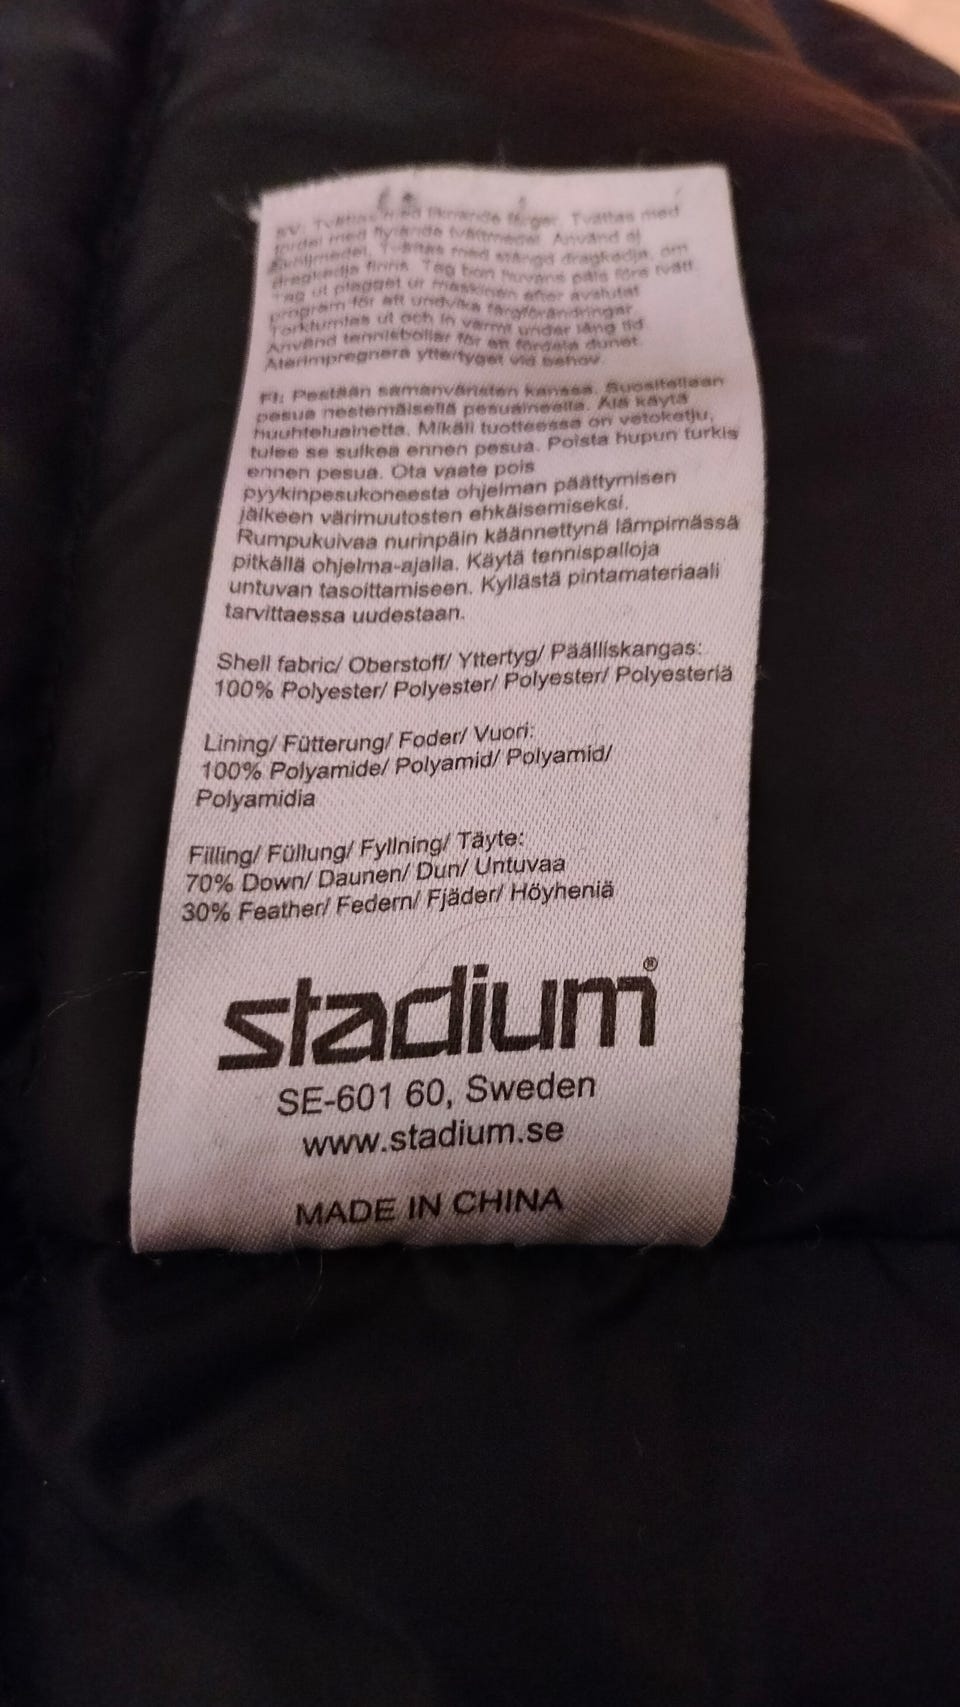 SV: Tvättas med liknande färger. Tvättas med
fördel med flytande tvättmedel. Använd ej
sköljmedel. Tvättas med stängd dragkedja, om
dragkedja finns. Tag bort huvans päls före tvätt.
Tag ut plagget ur maskinen efter avslutat
program för att undvika färgförändringar.
Torktumlas ut och in varmt under lång tid.
Använd tennisbollar för att fördela dunet.
Återimpregnera yttertyget vid behov.
FI: Pestään samanväristen kanssa. Suositellaan
pesua nestemäisellä pesuaineella. Älä käytä
huuhteluainetta. Mikäli tuotteessa on vetoketju,
tulee se sulkea ennen pesua. Poista hupun turkis
ennen pesua. Ota vaate pois
pyykinpesukoneesta ohjelman päättymisen
jälkeen värimuutosten ehkäisemiseksi.
Rumpukuivaa nurinpäin käännettynä lämpimässä
pitkällä ohjelma-ajalla. Käytä tennispalloja
untuvan tasoittamiseen. Kyllästä pintamateriaali
tarvittaessa uudestaan.
Shell fabric/ Oberstoff/ Yttertyg/ Päälliskangas:
100% Polyester/ Polyester/ Polyester/ Polyesteriä
Lining/ Fütterung/ Foder/ Vuori:
100% Polyamide/ Polyamid/ Polyamid/
Polyamidia
Filling/ Füllung/ Fyllning/ Täyte:
70% Down/ Daunen/ Dun/ Untuvaa
30% Feather/ Federn/ Fjäder/ Höyheniä
stadium®
SE-601 60, Sweden
www.stadium.se
MADE IN CHINA